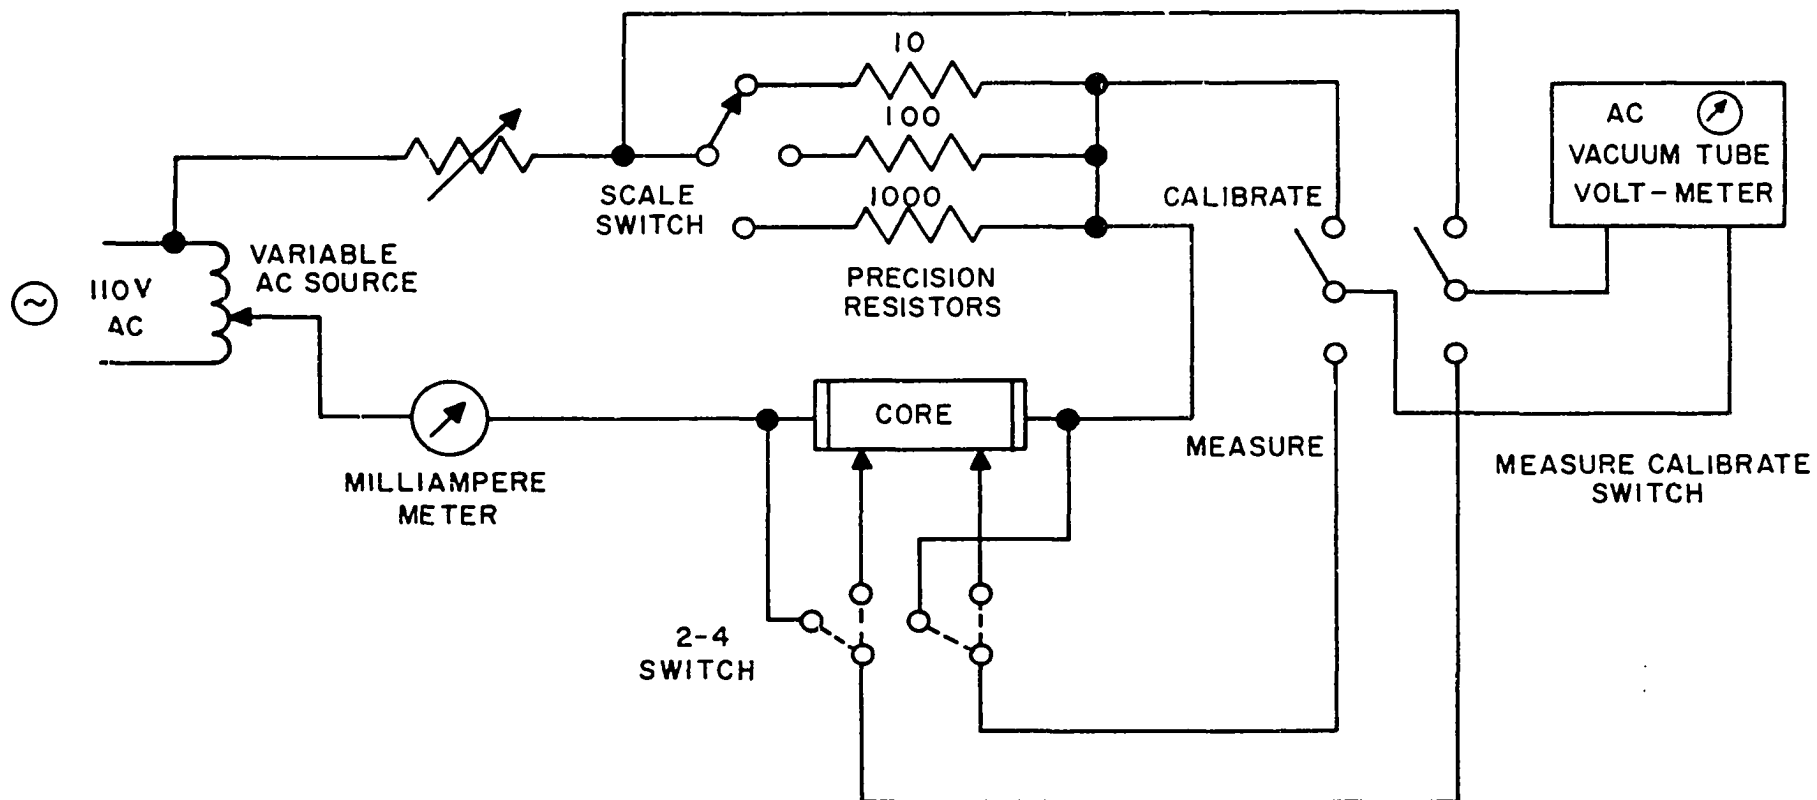 10
100
1000
SCALE
SWITCH
PRECISION
RESISTORS
CALIBRATE
AC
VACUUM TUBE
VOLT-METER
VARIABLE
AC SOURCE
~
110V
AC
MILLIAMPERE
METER
CORE
MEASURE
MEASURE CALIBRATE
SWITCH
2-4
SWITCH